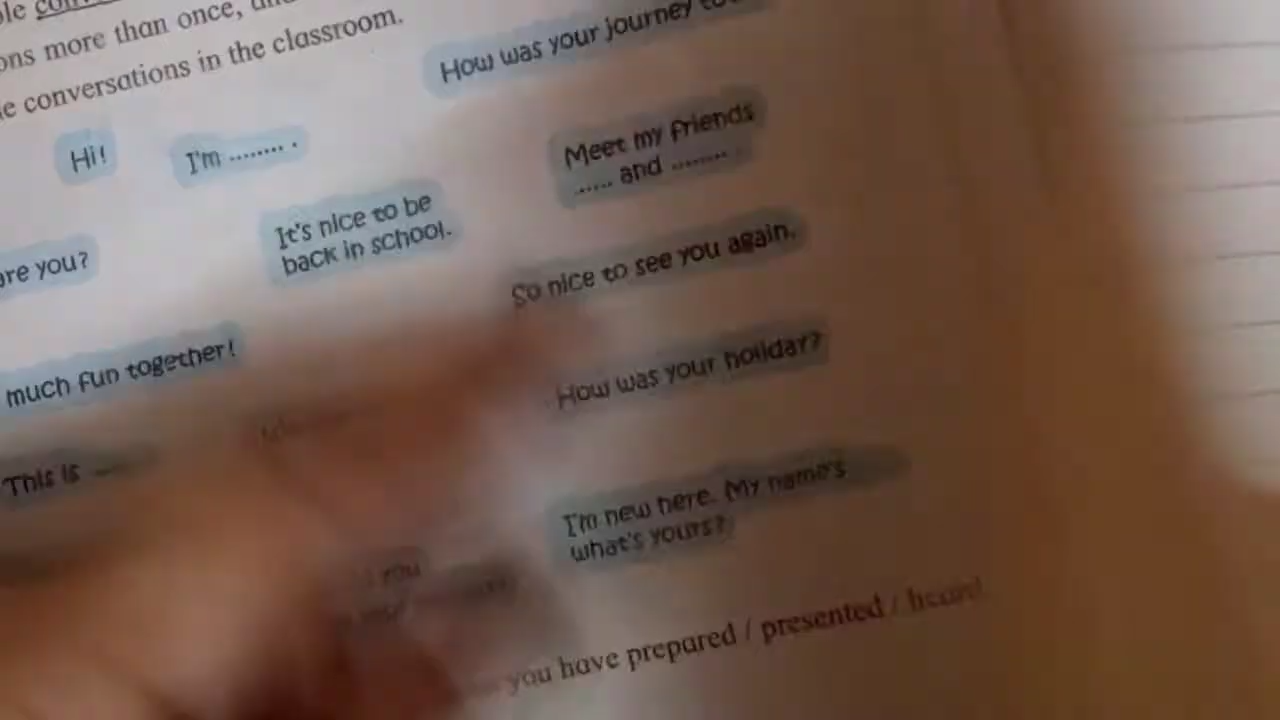 ons more than once,
conversations in the classroom.
How was your journey
Hi!
I'm ........ .
Meet my friends
..... and ........ .
It's nice to be
back in school.
are you?
So nice to see you again.
much fun together!
How was your holiday?
This is
I'm new here. My name's
what's yours?
you
you have prepared / presented / heard